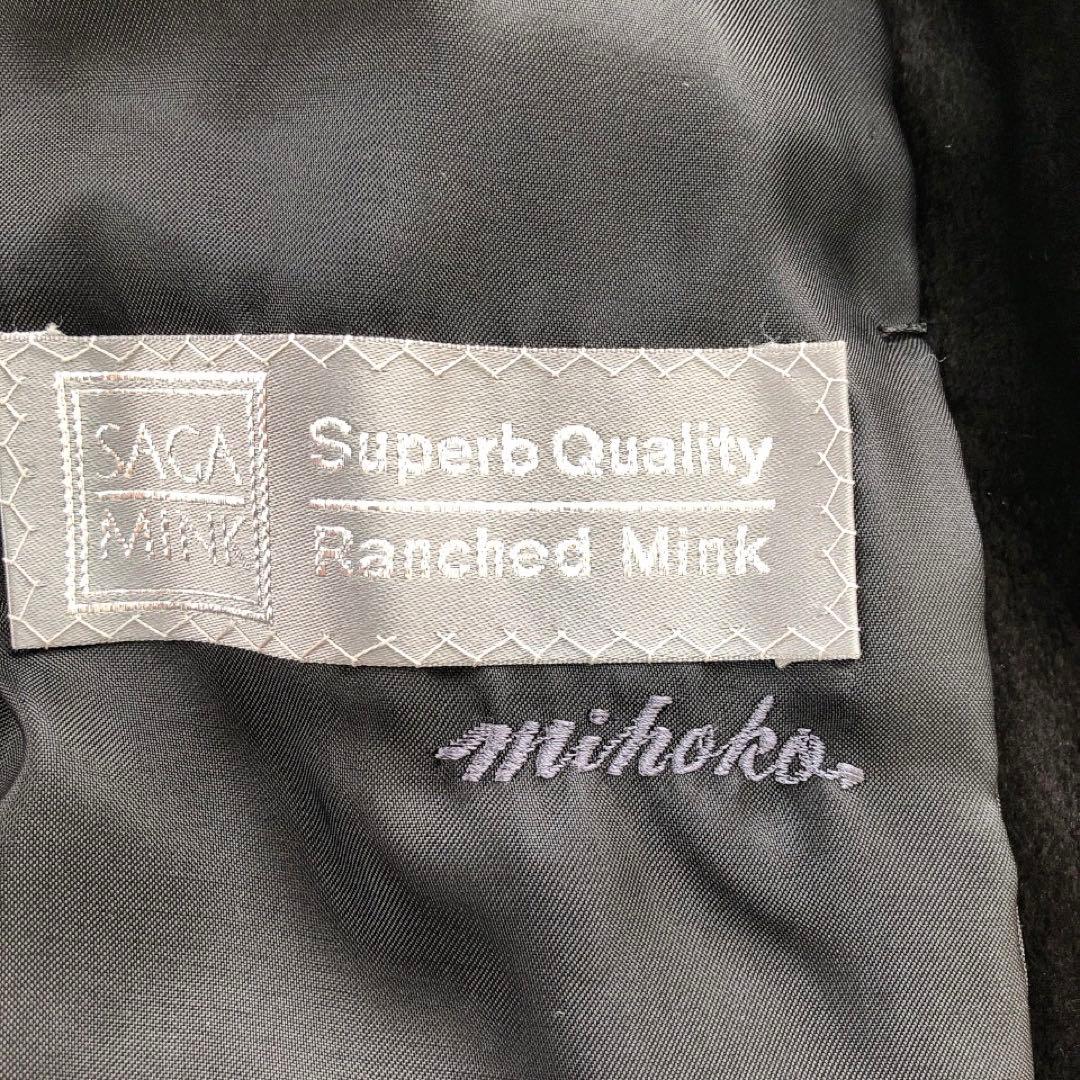 SAGA
MINK
Superb Quality
Ranched Mink
mihoko